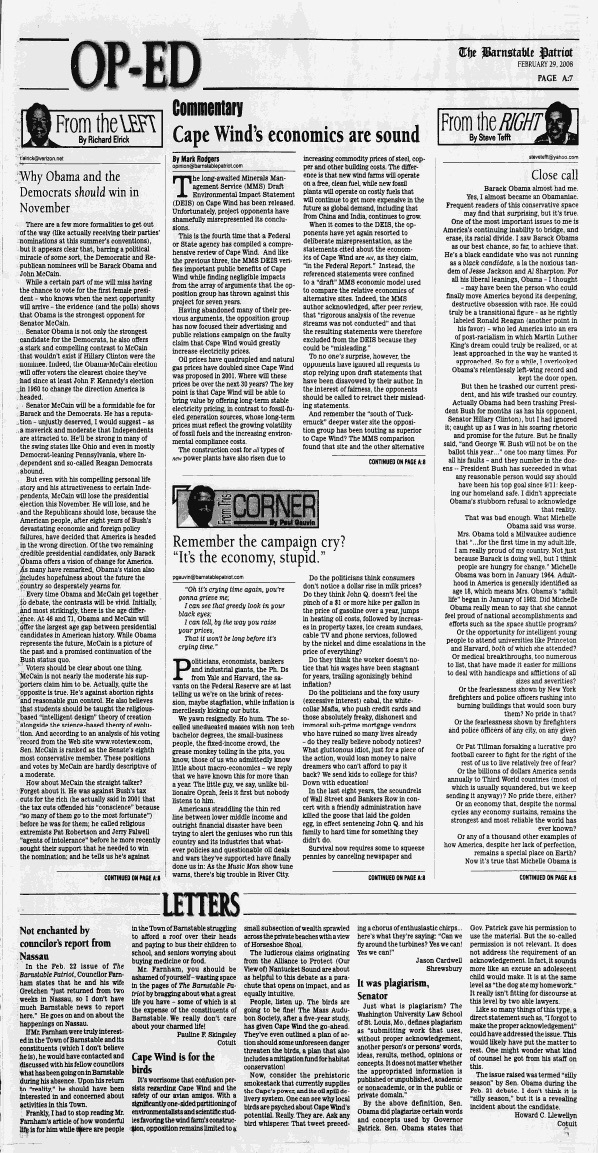 OP-ED
The Barnstable Patriot
FEBRUARY 29, 2008
PAGE A:7
From the LEFT
By Richard Elrick
rlelrick@verizon.net
Why Obama and the
Democrats should win in
November
There are a few more formalities to get out
of the way (like actually receiving their parties'
nominations at this summer's conventions),
but it appears clear that, barring a political
miracle of some sort, the Democratic and Re-
publican nominees will be Barack Obama and
John McCain.
While a certain part of me will miss having
the chance to vote for the first female presi-
dent – who knows when the next opportunity
will arrive – the evidence (and the polls) shows
that Obama is the strongest opponent for
Senator McCain.
Senator Obama is not only the strongest
candidate for the Democrats, he also offers
a stark and compelling contrast to McCain
that wouldn't exist if Hillary Clinton were the
nominee. Indeed, the Obama-McCain election
will offer voters the clearest choice they've
had since at least John F. Kennedy's election
in 1960 to change the direction America is
headed.
Senator McCain will be a formidable foe for
Barack and the Democrats. He has a reputa-
tion – unjustly deserved, I would suggest – as
a maverick and moderate that Independents
are attracted to. He'll be strong in many of
the swing states like Ohio and even in mostly
Democrat-leaning Pennsylvania, where In-
dependent and so-called Reagan Democrats
abound.
But even with his compelling personal life
story and his attractiveness to certain Inde-
pendents, McCain will lose the presidential
election this November. He will lose, and he
and the Republicans should lose, because the
American people, after eight years of Bush's
devastating economic and foreign policy
failures, have decided that America is headed
in the wrong direction. Of the two remaining
credible presidential candidates, only Barack
Obama offers a vision of change for America.
As many have remarked, Obama's vision also
includes hopefulness about the future the
country so desperately yearns for.
Every time Obama and McCain get together
to debate, the contrasts will be vivid. Initially,
and most strikingly, there is the age differ-
ence. At 46 and 71, Obama and McCain will
offer the largest age gap between presidential
candidates in American history. While Obama
represents the future, McCain is a picture of
the past and a promised continuation of the
Bush status quo.
Voters should be clear about one thing.
McCain is not nearly the moderate his sup-
porters claim him to be. Actually, quite the
opposite is true. He's against abortion rights
and reasonable gun control. He also believes
that students should be taught the religious-
based "intelligent design" theory of creation
alongside the science-based theory of evolu-
tion. And according to an analysis of his voting
record from the Web site www.voteview.com,
Sen. McCain is ranked as the Senate's eighth
most conservative member. These positions
and votes by McCain are hardly descriptive of
a moderate.
How about McCain the straight talker?
Forget about it. He was against Bush's tax
cuts for the rich (he actually said in 2001 that
the tax cuts offended his "conscience" because
"so many of them go to the most fortunate")
before he was for them; he called religious
extremists Pat Robertson and Jerry Falwell
"agents of intolerance" before he more recently
sought their support that he needed to win
the nomination; and he tells us he's against
CONTINUED ON PAGE A:8
Commentary
Cape Wind's economics are sound
By Mark Rodgers
opinion@barnstablepatriot.com
The long-awaited Minerals Man-
agement Service (MMS) Draft
Environmental Impact Statement
(DEIS) on Cape Wind has been released.
Unfortunately, project opponents have
shamefully misrepresented its conclu-
sions.
This is the fourth time that a Federal
or State agency has compiled a compre-
hensive review of Cape Wind. And like
the previous three, the MMS DEIS veri-
fies important public benefits of Cape
Wind while finding negligible impacts
from the array of arguments that the op-
position group has thrown against this
project for seven years.
Having abandoned many of their pre-
vious arguments, the opposition group
has now focused their advertising and
public relations campaign on the faulty
claim that Cape Wind would greatly
increase electricity prices.
Oil prices have quadrupled and natural
gas prices have doubled since Cape Wind
was proposed in 2001. Where will these
prices be over the next 30 years? The key
point is that Cape Wind will be able to
bring value by offering long-term stable
electricity pricing, in contrast to fossil-fu-
eled generation sources, whose long-term
prices must reflect the growing volatility
of fossil fuels and the increasing environ-
mental compliance costs.
The construction cost for all types of
new power plants have also risen due to
increasing commodity prices of steel, cop-
per and other building costs. The differ-
ence is that new wind farms will operate
on a free, clean fuel, while new fossil
plants will operate on costly fuels that
will continue to get more expensive in the
future as global demand, including that
from China and India, continues to grow.
When it comes to the DEIS, the op-
ponents have yet again resorted to
deliberate misrepresentation, as the
statements cited about the econom-
ics of Cape Wind are not, as they claim,
"in the Federal Report." Instead, the
referenced statements were confined
to a "draft" MMS economic model used
to compare relative economics of
alternative sites. Indeed, the MMS
author acknowledged, after peer review,
that "rigorous analysis of the revenue
streams was not conducted" and that
the resulting statements were therefore
excluded from the DEIS because they
could be "misleading."
To no one's surprise, however, the
opponents have ignored all requests to
stop relying upon draft statements that
have been disavowed by their author. In
the interest of fairness, the opponents
should be called to retract their mislead-
ing statements.
And remember the "south of Tuck-
ernuck" deeper water site the opposi-
tion group has been touting as superior
to Cape Wind? The MMS comparison
found that site and the other alternative
CONTINUED ON PAGE A:8
CORNER
By Paul Gauvin
Remember the campaign cry?
"It's the economy, stupid."
pgauvin@barnstablepatriot.com
"Oh it's crying time again, you're
gonna grieve me,
I can see that greedy look in your
black eyes;
I can tell, by the way you raise
your prices,
That it won't be long before it's
crying time."
Politicians, economists, bankers
and industrial giants, the Ph. Ds
from Yale and Harvard, the sa-
vants on the Federal Reserve are at last
telling us we're on the brink of reces-
sion, maybe stagflation, while inflation is
mercilessly kicking our butts.
We yawn resignedly. Ho hum. The so-
called uneducated masses with non tech
bachelor degrees, the small-business
people, the fixed-income crowd, the
grease monkey toiling in the pits, you
know, those of us who admittedly know
little about macro-economics – we reply
that we have known this for more than
a year. The little guy, we say, unlike bil-
lionaire Oprah, feels it first but nobody
listens to him.
Americans straddling the thin red
line between lower middle income and
outright financial disaster have been
trying to alert the geniuses who run this
country and its industries that what-
ever policies and questionable oil deals
and wars they've supported have finally
done us in: As the Music Man show tune
warns, there's big trouble in River City.
Do the politicians think consumers
don't notice a dollar rise in milk prices?
Do they think John Q. doesn't feel the
pinch of a $1 or more hike per gallon in
the price of gasoline over a year, jumps
in heating oil costs, followed by increas-
es in property taxes, ice cream sundaes,
cable TV and phone services, followed
by the nickel and dime escalations in the
price of everything?
Do they think the worker doesn't no-
tice that his wages have been stagnant
for years, trailing agonizingly behind
inflation?
Do the politicians and the foxy usury
(excessive interest) cabal, the white-
collar Mafia, who push credit cards and
those absolutely freaky, dishonest and
immoral sub-prime mortgage vendors
who have ruined so many lives already
– do they really believe nobody notices?
What gluttonous idiot, just for a piece of
the action, would loan money to naive
dreamers who can't afford to pay it
back? We send kids to college for this?
Down with education!
In the last eight years, the scoundrels
of Wall Street and Bankers Row in con-
cert with a friendly administration have
killed the goose that laid the golden
egg, in effect sentencing John Q. and his
family to hard time for something they
didn't do.
Survival now requires some to squeeze
pennies by canceling newspaper and
CONTINUED ON PAGE A:8
From the RIGHT
By Steve Tefft
stevetefft@yahoo.com
Close call
Barack Obama almost had me.
Yes, I almost became an Obamaniac.
Frequent readers of this conservative space
may find that surprising, but it's true.
One of the most important issues to me is
America's continuing inability to bridge, and
erase, its racial divide. I saw Barack Obama
as our best chance, so far, to achieve that.
He's a black candidate who was not running
as a black candidate, a la the noxious tan-
dem of Jesse Jackson and Al Sharpton. For
all his liberal leanings, Obama – I thought
– may have been the person who could
finally move America beyond its deepening,
destructive obsession with race. He could
truly be a transitional figure - as he rightly
labeled Ronald Reagan (another point in
his favor) – who led America into an era
of post-racialism in which Martin Luther
King's dream could truly be realized, or at
least approached in the way he wanted it
approached. So for a while, I overlooked
Obama's relentlessly left-wing record and
kept the door open.
But then he trashed our current presi-
dent, and his wife trashed our country.
Actually Obama had been trashing Presi-
dent Bush for months (as has his opponent,
Senator Hillary Clinton), but I had ignored
it; caught up as I was in his soaring rhetoric
and promise for the future. But he finally
said, "and George W. Bush will not be on the
ballot this year…" one too many times. For
all his faults – and they number in the doz-
ens – President Bush has succeeded in what
any reasonable person would say should
have been his top goal since 9/11: keep-
ing our homeland safe. I didn't appreciate
Obama's stubborn refusal to acknowledge
that reality.
That was bad enough. What Michelle
Obama said was worse.
Mrs. Obama told a Milwaukee audience
that "…for the first time in my adult life,
I am really proud of my country. Not just
because Barack is doing well, but I think
people are hungry for change." Michelle
Obama was born in January 1964. Adult-
hood in America is generally identified as
age 18, which means Mrs. Obama's "adult
life" began in January of 1982. Did Michelle
Obama really mean to say that she cannot
feel proud of national accomplishments and
efforts such as the space shuttle program?
Or the opportunity for intelligent young
people to attend universities like Princeton
and Harvard, both of which she attended?
Or medical breakthroughs, too numerous
to list, that have made it easier for millions
to deal with handicaps and afflictions of all
sizes and severities?
Or the fearlessness shown by New York
firefighters and police officers rushing into
burning buildings that would soon bury
them? No pride in that?
Or the fearlessness shown by firefighters
and police officers of any city, on any given
day?
Or Pat Tillman forsaking a lucrative pro
football career to fight for the right of the
rest of us to live relatively free of fear?
Or the billions of dollars America sends
annually to Third World countries (most of
which is usually squandered, but we keep
sending it anyway)? No pride there, either?
Or an economy that, despite the normal
cycles any economy sustains, remains the
strongest and most reliable the world has
ever known?
Or any of a thousand other examples of
how America, despite her lack of perfection,
remains a special place on Earth?
Now it's true that Michelle Obama is
CONTINUED ON PAGE A:8
LETTERS
Not enchanted by
councilor's report from
Nassau
In the Feb. 22 issue of The
Barnstable Patriot, Councilor Farn-
ham states that he and his wife
Gretchen "just returned from two
weeks in Nassau, so I don't have
much Barnstable news to report
here." He goes on and on about the
happenings on Nassau.
If Mr. Farnham were truly interest-
ed in the Town of Barnstable and its
constituents (which I don't believe
he is), he would have contacted and
discussed with his fellow councilors
what has been going on in Barnstable
during his absence. Upon his return
to "reality," he should have been
interested in and concerned about
activities in this Town.
Frankly, I had to stop reading Mr.
Farnham's article of how wonderful
life is for him while there are people
in the Town of Barnstable struggling
to afford a roof over their heads
and paying to bus their children to
school, and seniors worrying about
buying medicine or food.
Mr. Farnham, you should be
ashamed of yourself – wasting space
in the pages of The Barnstable Pa-
triot by bragging about what a great
life you have – some of which is at
the expense of the constituents of
Barnstable. We really don't care
about your charmed life!
Pauline F. Skingsley
Cotuit
Cape Wind is for the
birds
It's worrisome that confusion per-
sists regarding Cape Wind and the
safety of our avian amigos. With a
significantly one-sided partitioning of
environmentalists and scientific stud-
ies favoring the wind farm's construc-
tion, opposition remains limited to a
small subsection of wealth sprawled
across the private beaches with a view
of Horseshoe Shoal.
The ludicrous claims originating
from the Alliance to Protect (Our
View of) Nantucket Sound are about
as helpful to this debate as a para-
chute that opens on impact, and as
equally intuitive.
People, listen up. The birds are
going to be fine! The Mass Audu-
bon Society, after a five-year study,
has given Cape Wind the go-ahead.
They've even outlined a plan of ac-
tion should some unforeseen danger
threaten the birds, a plan that also
includes a mitigation fund for habitat
conservation!
Now, consider the prehistoric
smokestack that currently supplies
the Cape's power, and the oil spill de-
livery system. One can see why local
birds are psyched about Cape Wind's
potential. Really. They are. Ask any
bird whisperer. That tweet preced-
ing a chorus of enthusiastic chirps…
here's what they're saying: "Can we
fly around the turbines? Yes we can!
Yes we can!"
Jason Cardwell
Shrewsbury
It was plagiarism,
Senator
Just what is plagiarism? The
Washington University Law School
of St. Louis, Mo., defines plagiarism
as "submitting work that uses,
without proper acknowledgement,
another person or persons' words,
ideas, results, methods, opinions or
concepts. It does not matter whether
the appropriated information is
published or unpublished, academic
or nonacademic, or in the public or
private domain."
By the above definition, Sen.
Obama did plagiarize certain words
and concepts used by Governor
Patrick. Sen. Obama states that
Gov. Patrick gave his permission to
use the material. But the so-called
permission is not relevant. It does
not address the requirement of an
acknowledgement. In fact, it sounds
more like an excuse an adolescent
child would make. It is at the same
level as "the dog ate my homework."
It really isn't fitting for discourse at
this level by two able lawyers.
Like so many things of this type, a
direct statement such as, "I forgot to
make the proper acknowledgement"
could have addressed the issue. This
would likely have put the matter to
rest. One might wonder what kind
of counsel he got from his staff on
this.
The issue raised was termed "silly
season" by Sen. Obama during the
Feb. 21 debate. I don't think it is
"silly season," but it is a revealing
incident about the candidate.
Howard C. Llewellyn
Cotuit